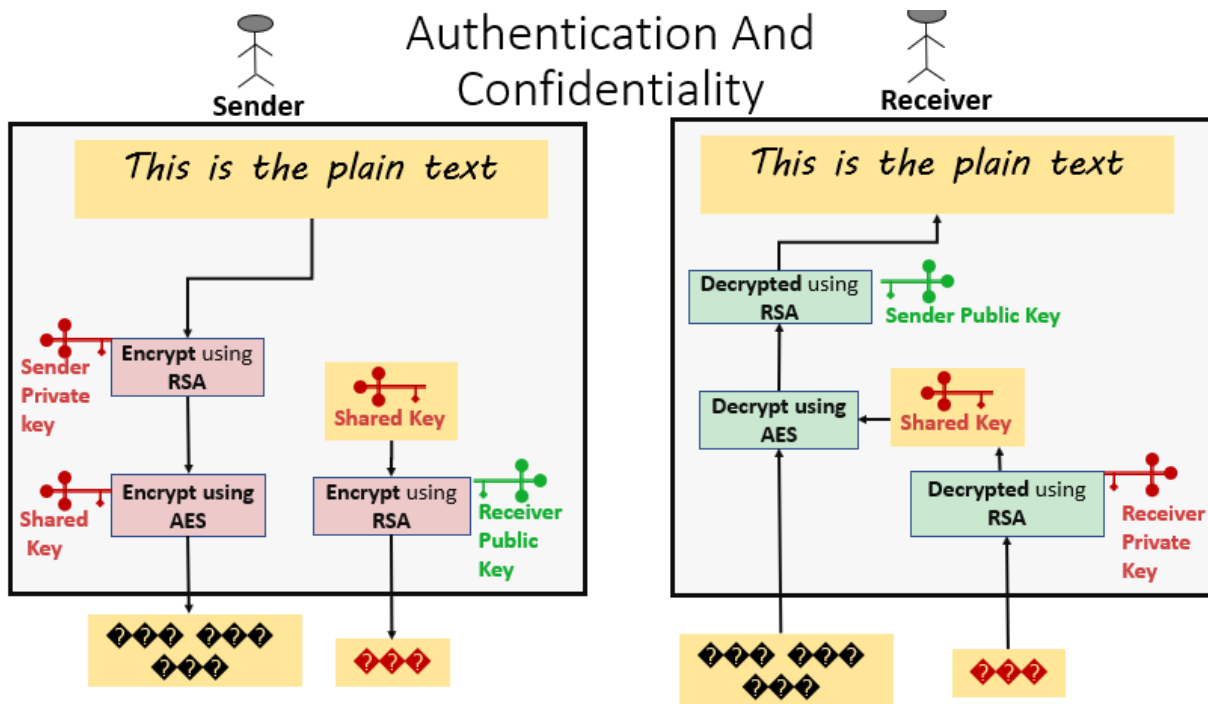 Authentication And
Confidentiality
Sender
This is the plain text
Encrypt using
RSA
Sender
Private
key
Shared Key
Encrypt using
AES
Shared
Key
Encrypt using
RSA
Receiver
Public
Key
��� ���
���
���
Receiver
This is the plain text
Decrypted using
RSA
Sender Public Key
Decrypt using
AES
Shared Key
Decrypted using
RSA
Receiver
Private
Key
��� ���
���
���